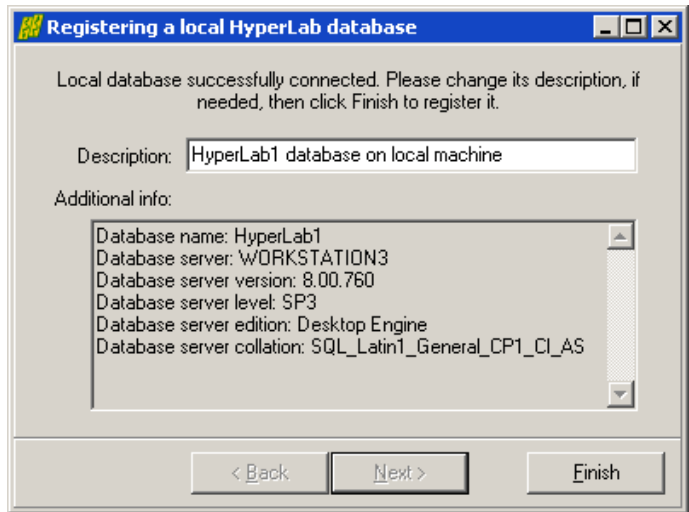 Registering a local HyperLab database
Local database successfully connected. Please change its description, if
needed, then click Finish to register it.
Description: HyperLab1 database on local machine
Additional info:
Database name: HyperLab1
Database server: WORKSTATION3
Database server version: 8.00.760
Database server level: SP3
Database server edition: Desktop Engine
Database server collation: SQL_Latin1_General_CP1_CI_AS
< Back Next > Finish